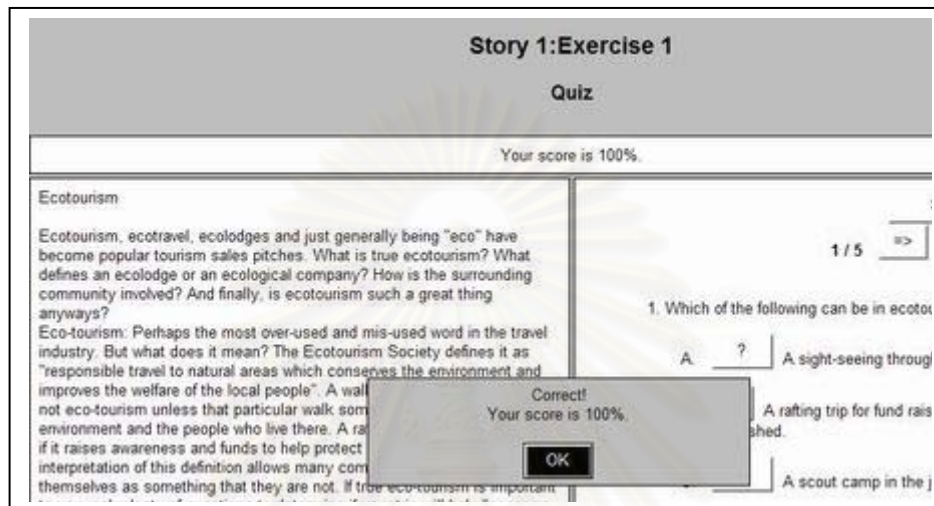 Story 1:Exercise 1
Quiz
Your score is 100%.
Ecotourism
Ecotourism, ecotravel, ecolodges and just generally being "eco" have
become popular tourism sales pitches. What is true ecotourism? What
defines an ecolodge or an ecological company? How is the surrounding
community involved? And finally, is ecotourism such a great thing
anyways?
Eco-tourism: Perhaps the most over-used and mis-used word in the travel
industry. But what does it mean? The Ecotourism Society defines it as
"responsible travel to natural areas which conserves the environment and
improves the welfare of the local people". A
not eco-tourism unless that particular walk
environment and the people who live there. A
if it raises awareness and funds to help protect
interpretation of this definition allows many
themselves as something that they are not. If true eco-tourism is important
1 / 5 =>
1. Which of the following can be in
A. ? A sight-seeing
A rafting trip for fund
A scout camp in the
Correct!
Your score is 100%.
OK